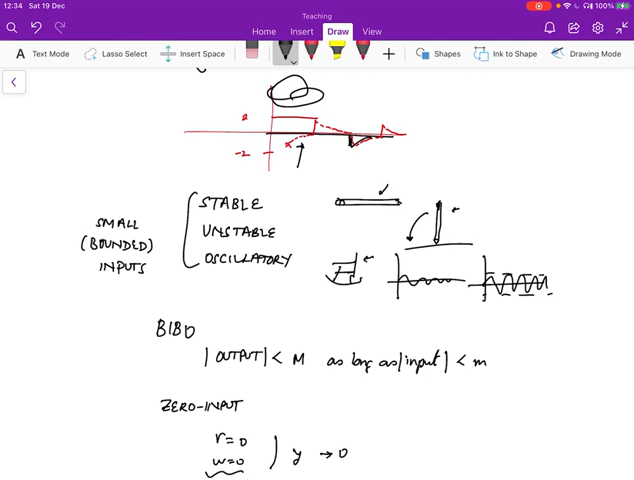 12:34 Sat 19 Dec
Teaching
100%
Home Insert Draw View
Text Mode Lasso Select Insert Space Shapes Ink to Shape Drawing Mode
-2
STABLE
UNSTABLE
OSCILLATORY
SMALL
(BOUNDED)
INPUTS
BIBO
|OUTPUT| < M as long as |input| < m
ZERO-INPUT
r=0
w=0
y → 0